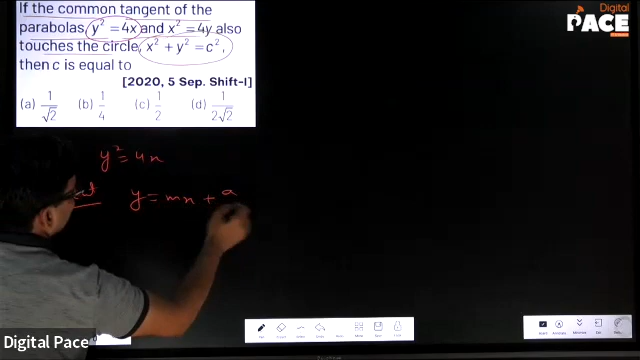 If the common tangent of the
parabolas, y² = 4x and x² = 4y also
touches the circle, x² + y² = c²,
then c is equal to
[2020, 5 Sep. Shift-I]
(a) 1/√2 (b) 1/4 (c) 1/2 (d) 1/2√2
Digital
PACE
y² = 4x
y = mx + a
Digital Pace